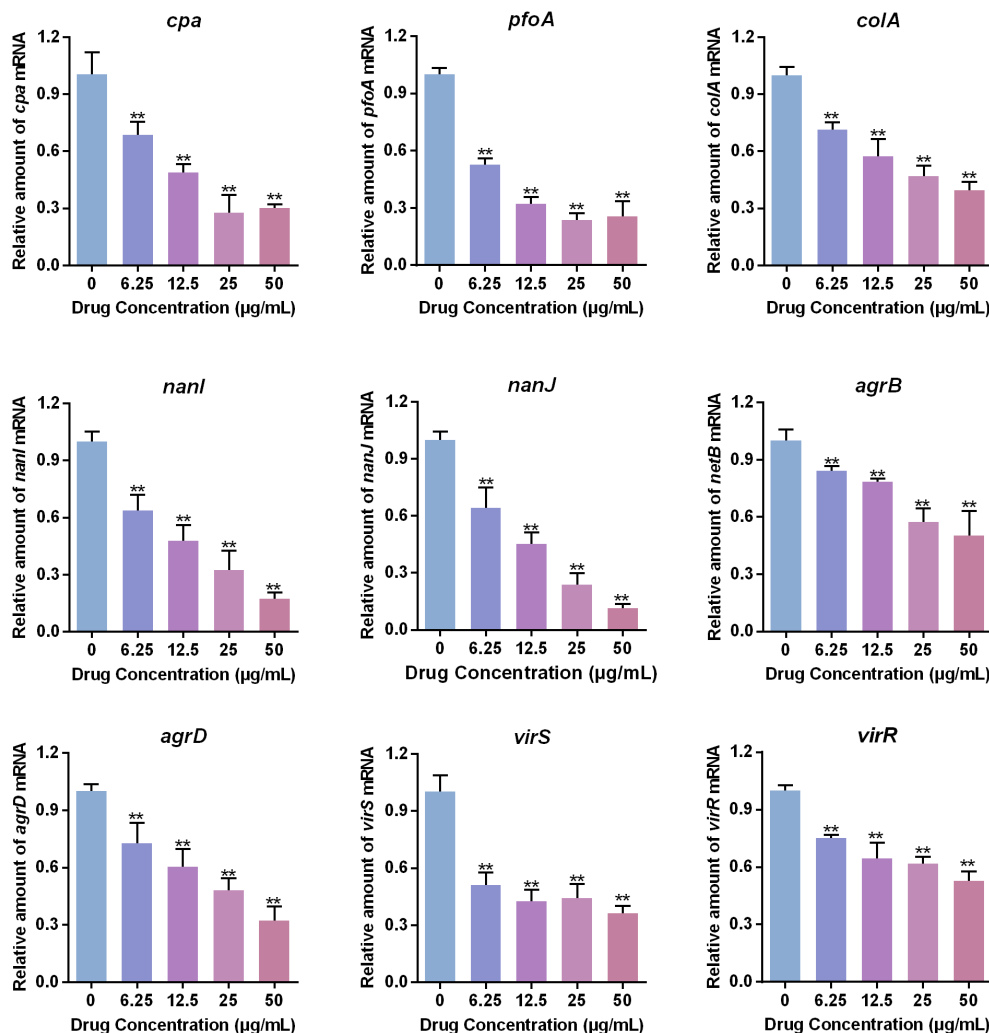 cpa
Relative amount of cpa mRNA
1.2
0.9
0.6
0.3
0.0
**
**
**
**
0 6.25 12.5 25 50
Drug Concentration (µg/mL)
pfoA
Relative amount of pfoA mRNA
1.2
0.9
0.6
0.3
0.0
**
**
**
**
0 6.25 12.5 25 50
Drug Concentration (µg/mL)
colA
Relative amount of colA mRNA
1.2
0.9
0.6
0.3
0.0
**
**
**
**
0 6.25 12.5 25 50
Drug Concentration (µg/mL)
nanI
Relative amount of nanI mRNA
1.2
0.9
0.6
0.3
0.0
**
**
**
**
0 6.25 12.5 25 50
Drug Concentration (µg/mL)
nanJ
Relative amount of nanJ mRNA
1.2
0.9
0.6
0.3
0.0
**
**
**
**
0 6.25 12.5 25 50
Drug Concentration (µg/mL)
agrB
Relative amount of netB mRNA
1.2
0.9
0.6
0.3
0.0
**
**
**
**
0 6.25 12.5 25 50
Drug Concentration (µg/mL)
agrD
Relative amount of agrD mRNA
1.2
0.9
0.6
0.3
0.0
**
**
**
**
0 6.25 12.5 25 50
Drug Concentration (µg/mL)
virS
Relative amount of virS mRNA
1.2
0.9
0.6
0.3
0.0
**
**
**
**
0 6.25 12.5 25 50
Drug Concentration (µg/mL)
virR
Relative amount of virR mRNA
1.2
0.9
0.6
0.3
0.0
**
**
**
**
0 6.25 12.5 25 50
Drug Concentration (µg/mL)